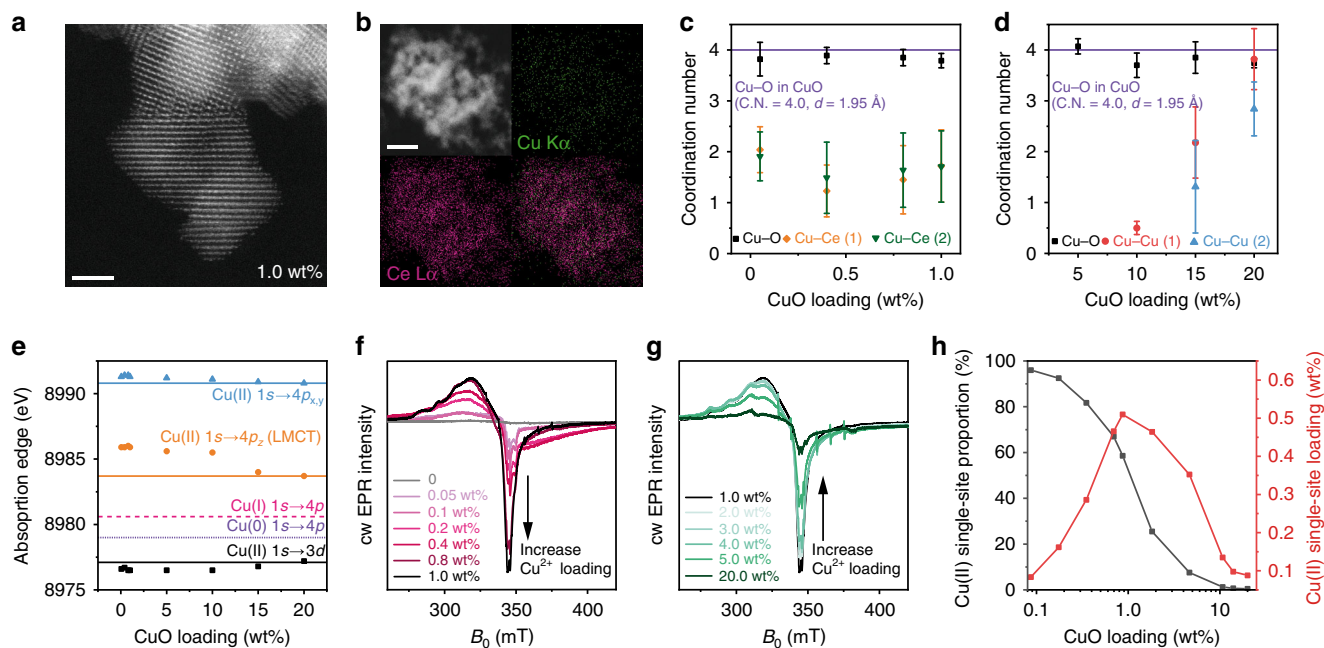 a
1.0 wt%
b
Cu Kα
Ce Lα
c
Coordination number
4
3
2
1
0
Cu–O in CuO
(C.N. = 4.0, d = 1.95 Å)
Cu–O Cu–Ce (1) Cu–Ce (2)
0 0.5 1.0
CuO loading (wt%)
d
Coordination number
4
3
2
1
0
Cu–O in CuO
(C.N. = 4.0, d = 1.95 Å)
Cu–O Cu–Cu (1) Cu–Cu (2)
5 10 15 20
CuO loading (wt%)
e
Absoprtion edge (eV)
8990
8985
8980
8975
Cu(II) 1s→4px,y
Cu(II) 1s→4pz (LMCT)
Cu(I) 1s→4p
Cu(0) 1s→4p
Cu(II) 1s→3d
0 5 10 15 20
CuO loading (wt%)
f
cw EPR intensity
0
0.05 wt%
0.1 wt%
0.2 wt%
0.4 wt%
0.8 wt%
1.0 wt%
Increase
Cu2+ loading
300 350 400
B0 (mT)
g
cw EPR intensity
1.0 wt%
2.0 wt%
3.0 wt%
4.0 wt%
5.0 wt%
20.0 wt%
Increase
Cu2+ loading
300 350 400
B0 (mT)
h
Cu(II) single-site proportion (%)
100
80
60
40
20
0
0.1 1.0 10
CuO loading (wt%)
0.6
0.5
0.4
0.3
0.2
0.1
Cu(II) single-site loading (wt%)